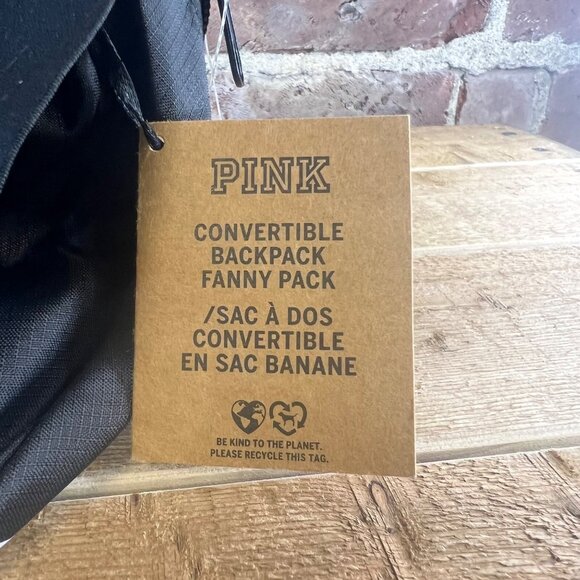 PINK
CONVERTIBLE
BACKPACK
FANNY PACK
/SAC À DOS
CONVERTIBLE
EN SAC BANANE
BE KIND TO THE PLANET.
PLEASE RECYCLE THIS TAG.